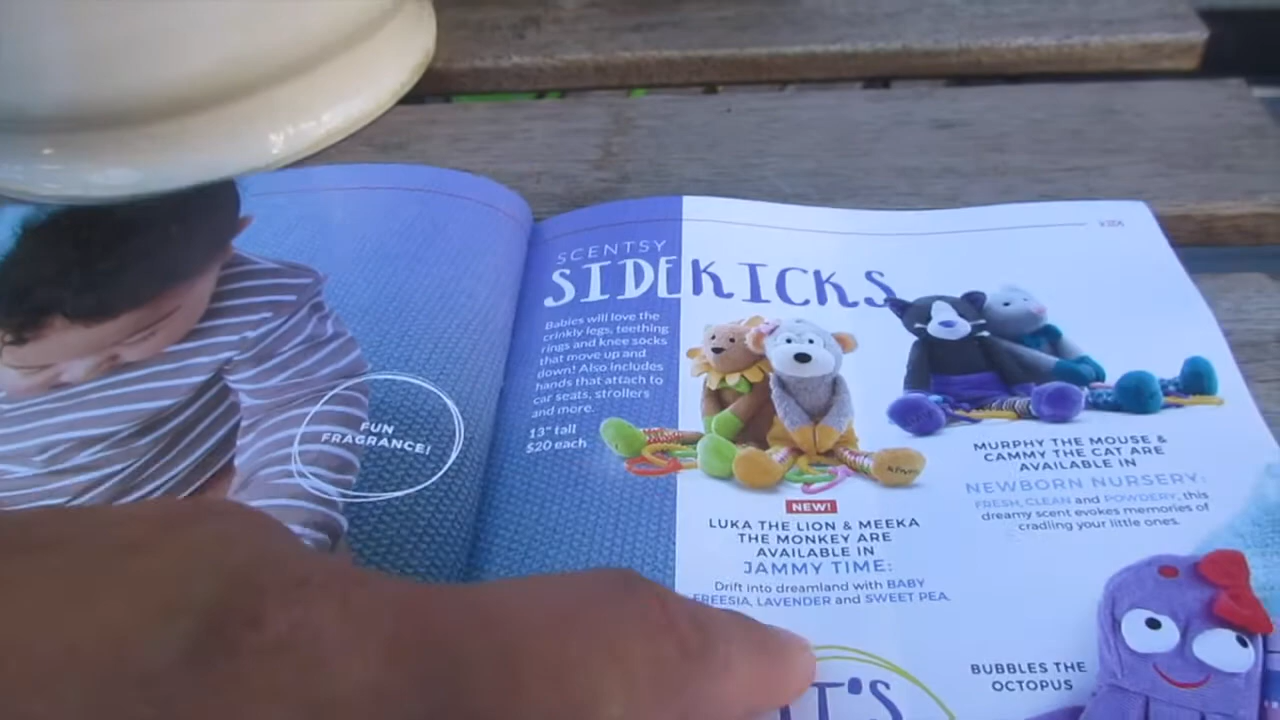 FUN
FRAGRANCE!
SCENTSY
SIDEKICKS
Babies will love the
crinkly legs, teething
rings and knee socks
that move up and
down! Also includes
hands that attach to
car seats, strollers
and more.
13" tall
$20 each
NEW!
LUKA THE LION & MEEKA
THE MONKEY ARE
AVAILABLE IN
JAMMY TIME:
Drift into dreamland with BABY
FREESIA, LAVENDER and SWEET PEA.
MURPHY THE MOUSE &
CAMMY THE CAT ARE
AVAILABLE IN
NEWBORN NURSERY:
FRESH, CLEAN and POWDERY, this
dreamy scent evokes memories of
cradling your little ones.
BUBBLES THE
OCTOPUS
IT'S